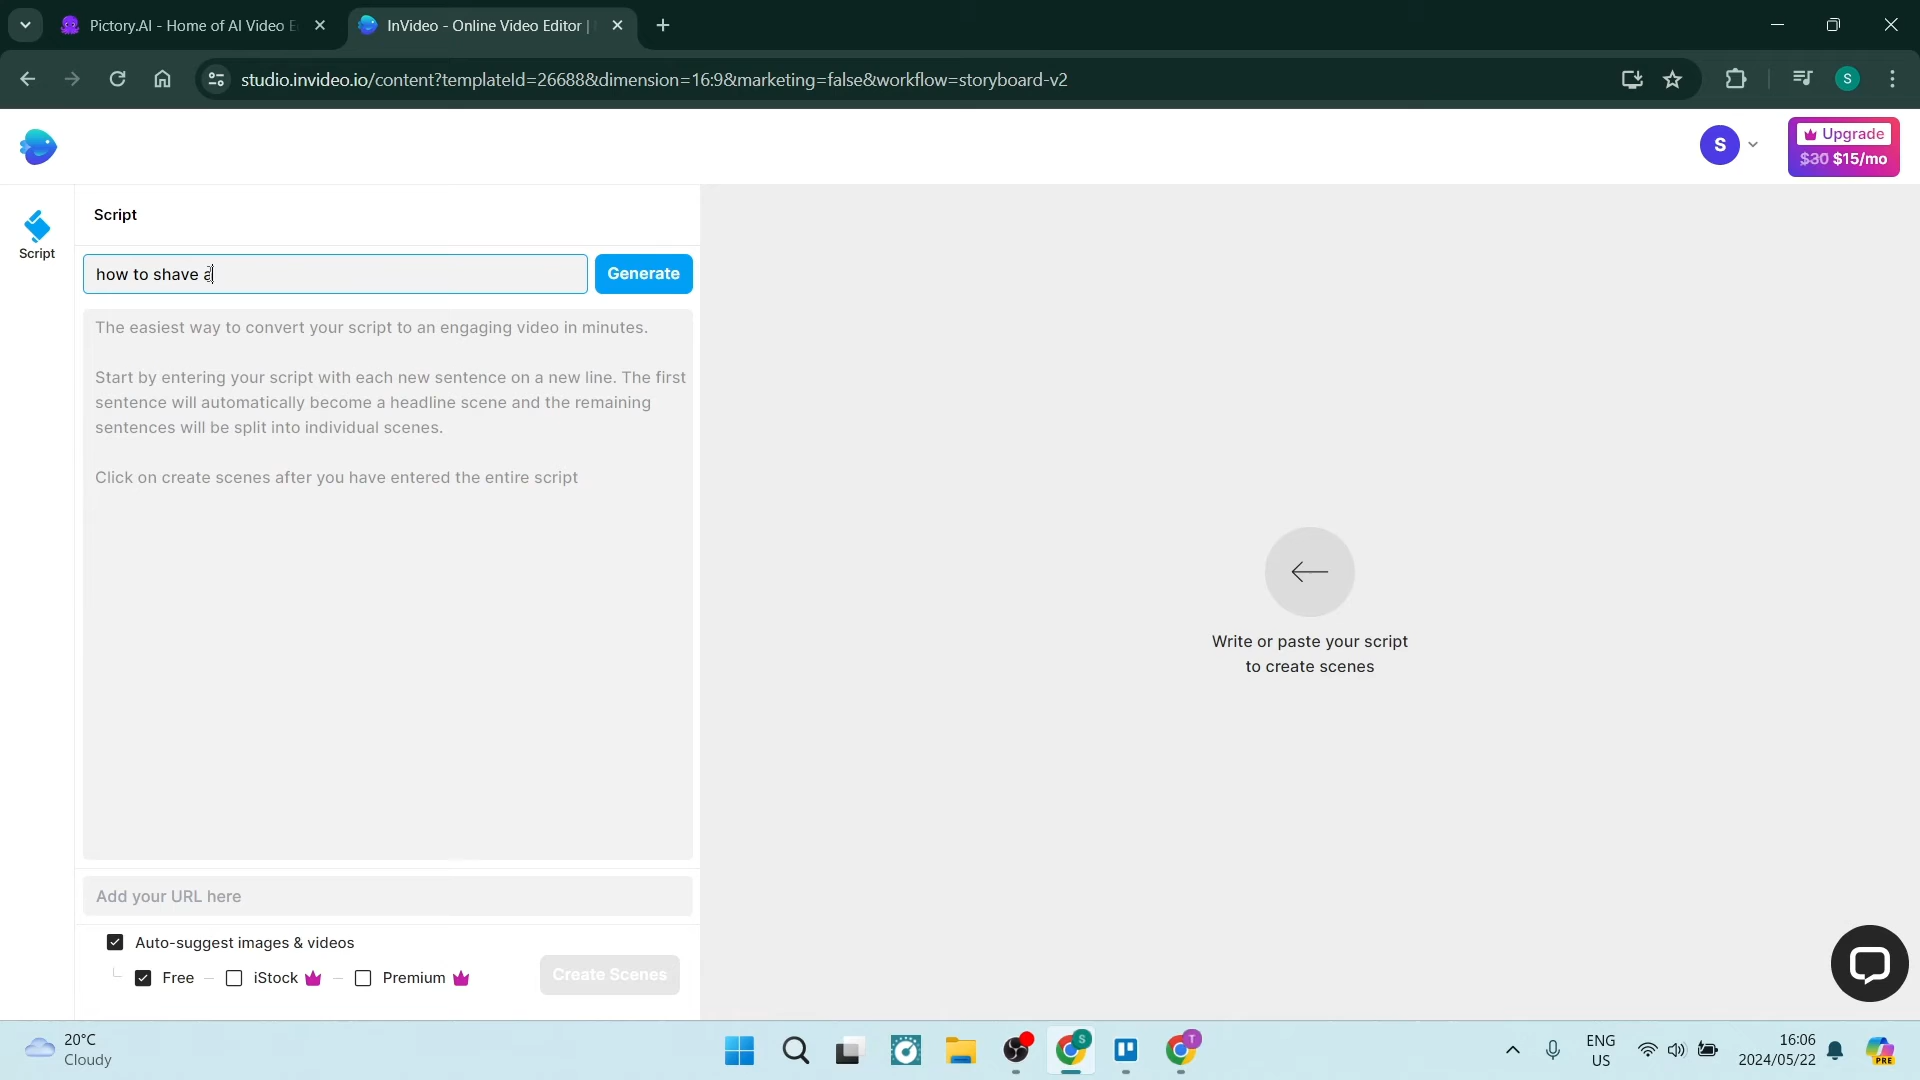 Pictory.AI - Home of AI Video E
InVideo - Online Video Editor |
studio.invideo.io/content?templateId=26688&dimension=16:9&marketing=false&workflow=storyboard-v2
S
S
Upgrade
$30 $15/mo
Script
Script
how to shave a
Generate
The easiest way to convert your script to an engaging video in minutes.
Start by entering your script with each new sentence on a new line. The first
sentence will automatically become a headline scene and the remaining
sentences will be split into individual scenes.
Click on create scenes after you have entered the entire script
Write or paste your script
to create scenes
Add your URL here
Auto-suggest images & videos
Free
iStock
Premium
Create Scenes
20°C
Cloudy
S
T
ENG
US
16:06
2024/05/22
PRE